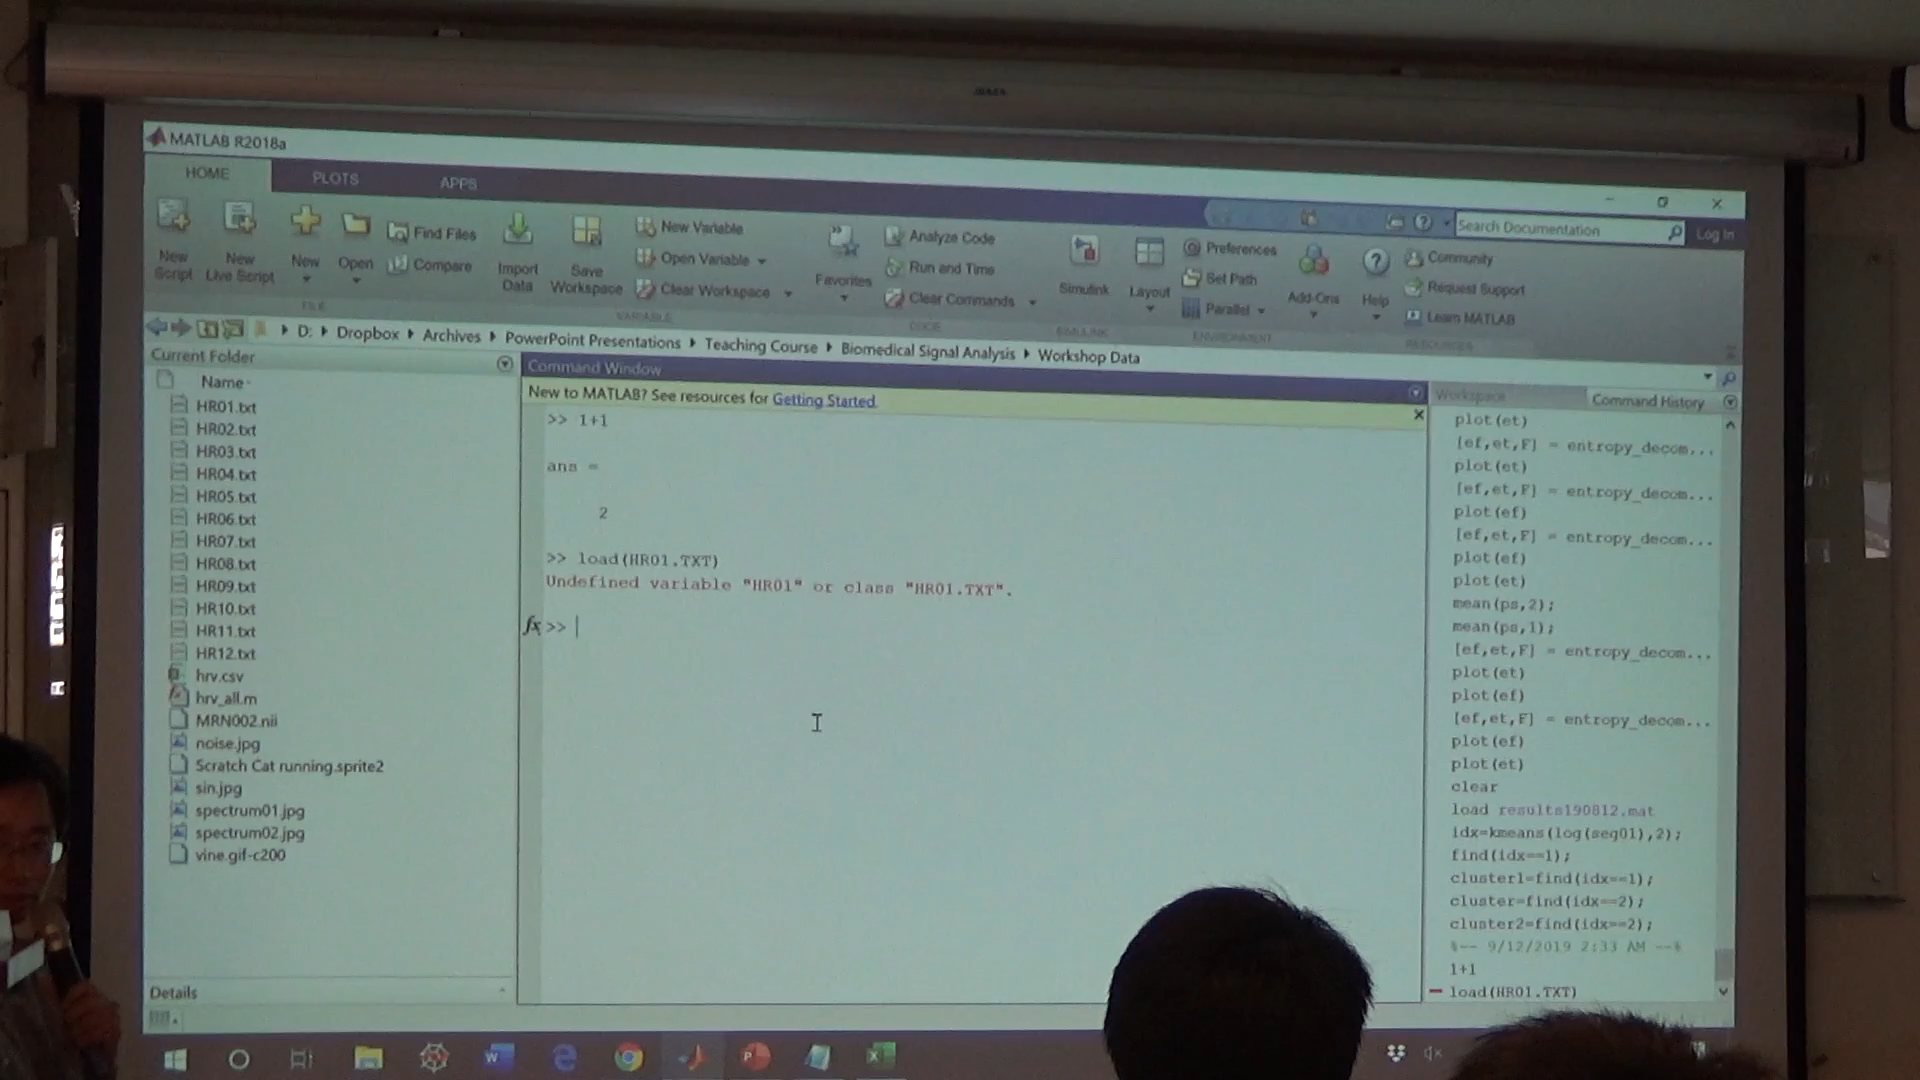 MATLAB R2018a
HOME PLOTS APPS
Search Documentation Log In
New Script
New Live Script
New
Open
Find Files
Compare
Import Data
Save Workspace
New Variable
Open Variable
Clear Workspace
Favorites
Analyze Code
Run and Time
Clear Commands
Simulink
Layout
Preferences
Set Path
Parallel
Add-Ons
Help
Community
Request Support
Learn MATLAB
FILE VARIABLE CODE SIMULINK ENVIRONMENT RESOURCES
D: Dropbox Archives PowerPoint Presentations Teaching Course Biomedical Signal Analysis Workshop Data
Current Folder
Name
HR01.txt
HR02.txt
HR03.txt
HR04.txt
HR05.txt
HR06.txt
HR07.txt
HR08.txt
HR09.txt
HR10.txt
HR11.txt
HR12.txt
hrv.csv
hrv_all.m
MRN002.nii
noise.jpg
Scratch Cat running.sprite2
sin.jpg
spectrum01.jpg
spectrum02.jpg
vine.gif-c200
Details
Command Window
New to MATLAB? See resources for Getting Started.
>> 1+1
ans =
2
>> load(HR01.TXT)
Undefined variable "HR01" or class "HR01.TXT".
fx >>
Workspace Command History
plot(et)
[ef,et,F] = entropy_decom...
plot(et)
[ef,et,F] = entropy_decom...
plot(ef)
[ef,et,F] = entropy_decom...
plot(ef)
plot(et)
mean(ps,2);
mean(ps,1);
[ef,et,F] = entropy_decom...
plot(et)
plot(ef)
[ef,et,F] = entropy_decom...
plot(ef)
plot(et)
clear
load results190812.mat
idx=kmeans(log(seg01),2);
find(idx==1);
cluster1=find(idx==1);
cluster=find(idx==2);
cluster2=find(idx==2);
%-- 9/12/2019 2:33 AM --%
1+1
load(HR01.TXT)